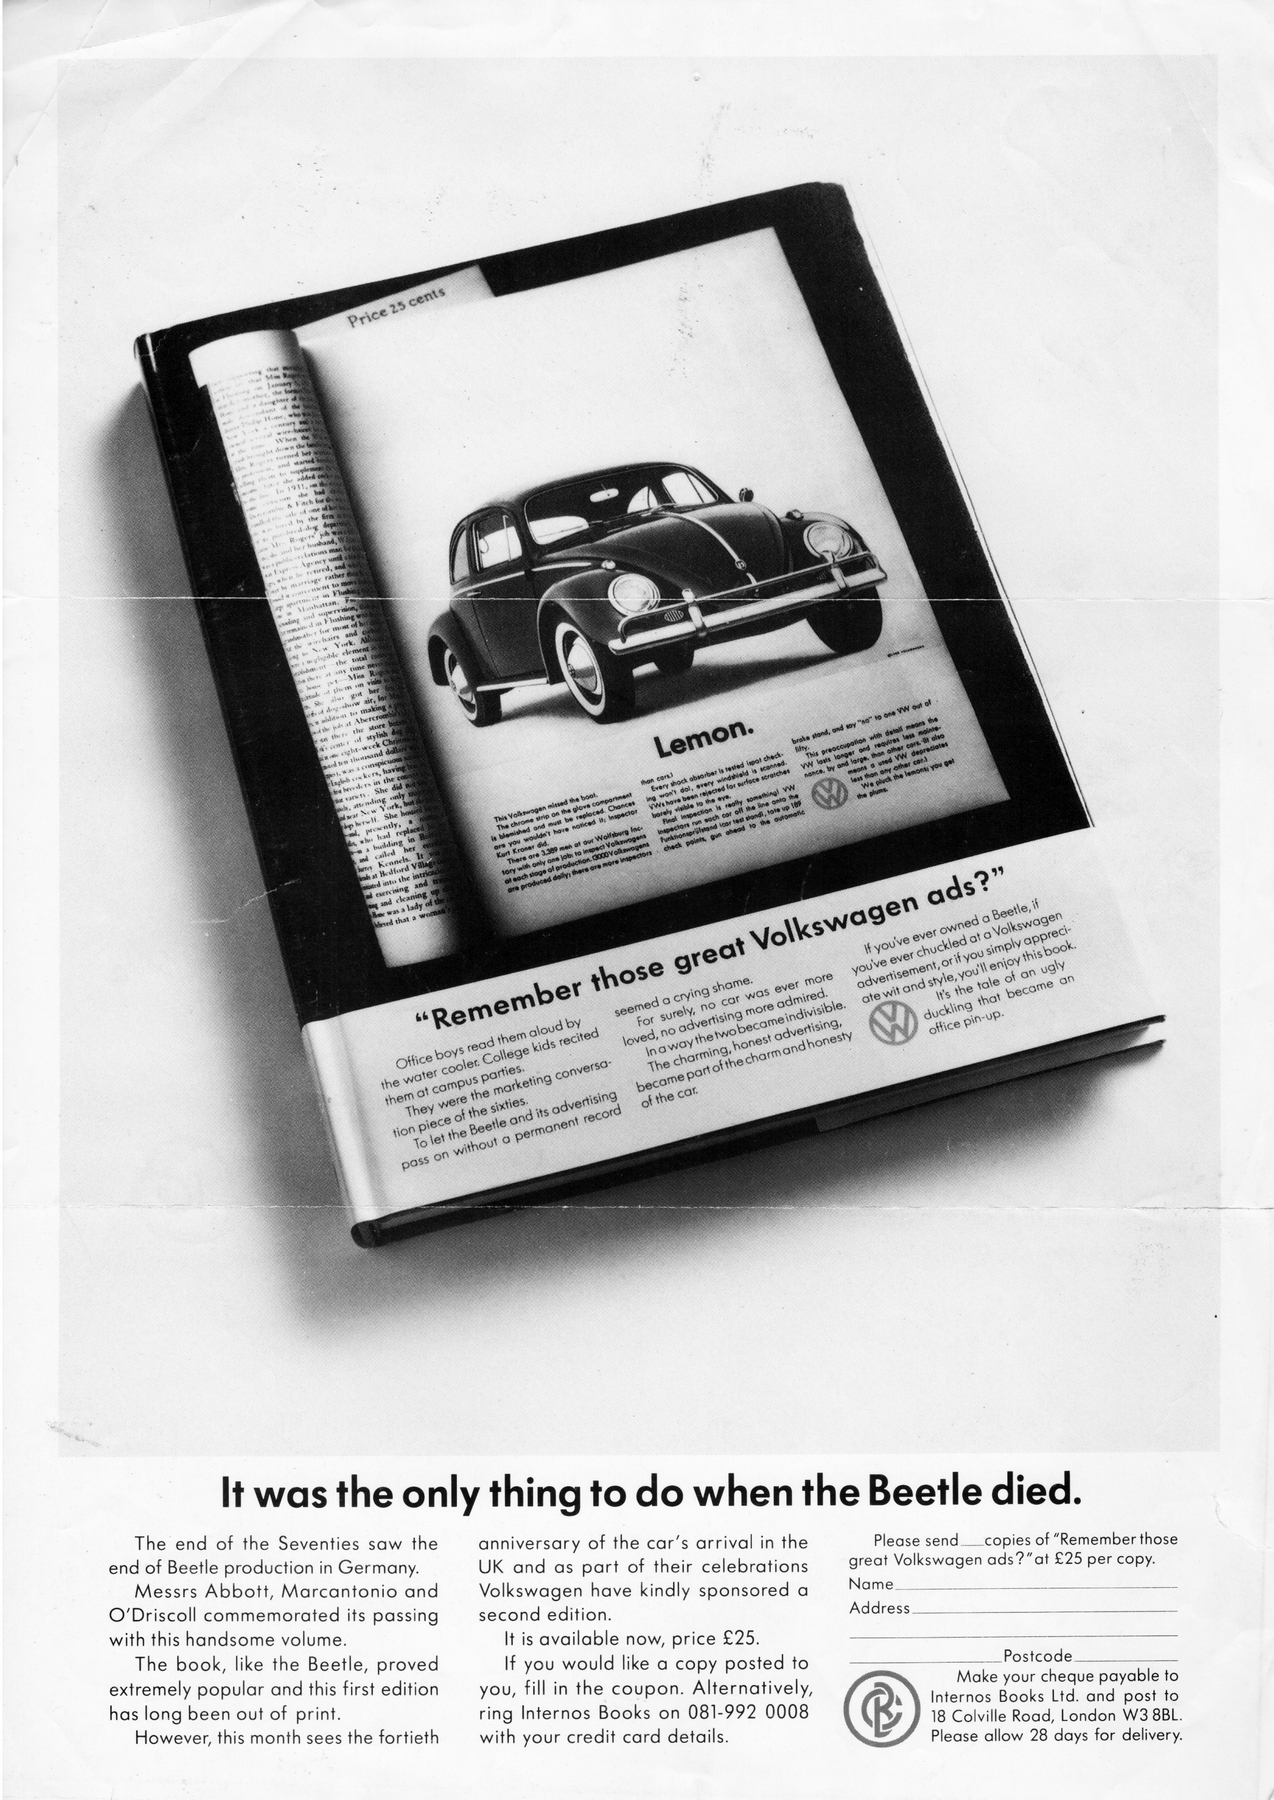 Price 25 cents
Lemon.
This Volkswagen missed the boat.
The chrome strip on the glove compartment
is blemished and must be replaced. Chances
are you wouldn't have noticed it; Inspector
Kurt Kroner did.
There are 3,389 men at our Wolfsburg fac-
tory with only one job: to inspect Volkswagens
at each stage of production. (3000 Volkswagens
are produced daily; there are more inspectors
than cars.)
Every shock absorber is tested (spot check-
ing won't do), every windshield is scanned.
VWs have been rejected for surface scratches
barely visible to the eye.
Final inspection is really something! VW
inspectors run each car off the line onto the
Funktionsprüfstand (car test stand), tote up 189
check points, gun ahead to the automatic
brake stand, and say "no" to one VW out of
fifty.
This preoccupation with detail means the
VW lasts longer and requires less mainte-
nance, by and large, than other cars. (It also
means a used VW depreciates
less than any other car.)
We pluck the lemons; you get
the plums.
"Remember those great Volkswagen ads?"
Office boys read them aloud by
the water cooler. College kids recited
them at campus parties.
They were the marketing conversa-
tion piece of the sixties.
To let the Beetle and its advertising
pass on without a permanent record
seemed a crying shame.
For surely, no car was ever more
loved, no advertising more admired.
In a way the two became indivisible.
The charming, honest advertising,
became part of the charm and honesty
of the car.
If you've ever owned a Beetle, if
you've ever chuckled at a Volkswagen
advertisement, or if you simply appreci-
ate wit and style, you'll enjoy this book.
It's the tale of an ugly
duckling that became an
office pin-up.
It was the only thing to do when the Beetle died.
The end of the Seventies saw the
end of Beetle production in Germany.
Messrs Abbott, Marcantonio and
O'Driscoll commemorated its passing
with this handsome volume.
The book, like the Beetle, proved
extremely popular and this first edition
has long been out of print.
However, this month sees the fortieth
anniversary of the car's arrival in the
UK and as part of their celebrations
Volkswagen have kindly sponsored a
second edition.
It is available now, price £25.
If you would like a copy posted to
you, fill in the coupon. Alternatively,
ring Internos Books on 081-992 0008
with your credit card details.
Please send___copies of "Remember those
great Volkswagen ads?" at £25 per copy.
Name
Address
Postcode
Make your cheque payable to
Internos Books Ltd. and post to
18 Colville Road, London W3 8BL.
Please allow 28 days for delivery.